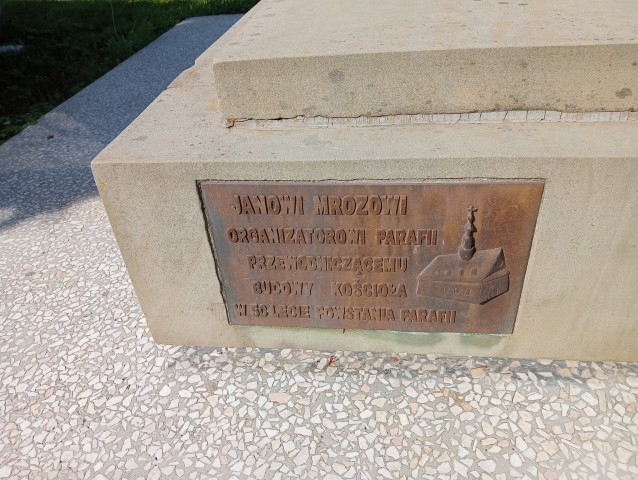 JANOWI MROZOWI
ORGANIZATOROWI PARAFII
PRZEWODNICZĄCEMU
BUDOWY KOŚCIOŁA
W 50 LECIE POWSTANIA PARAFII